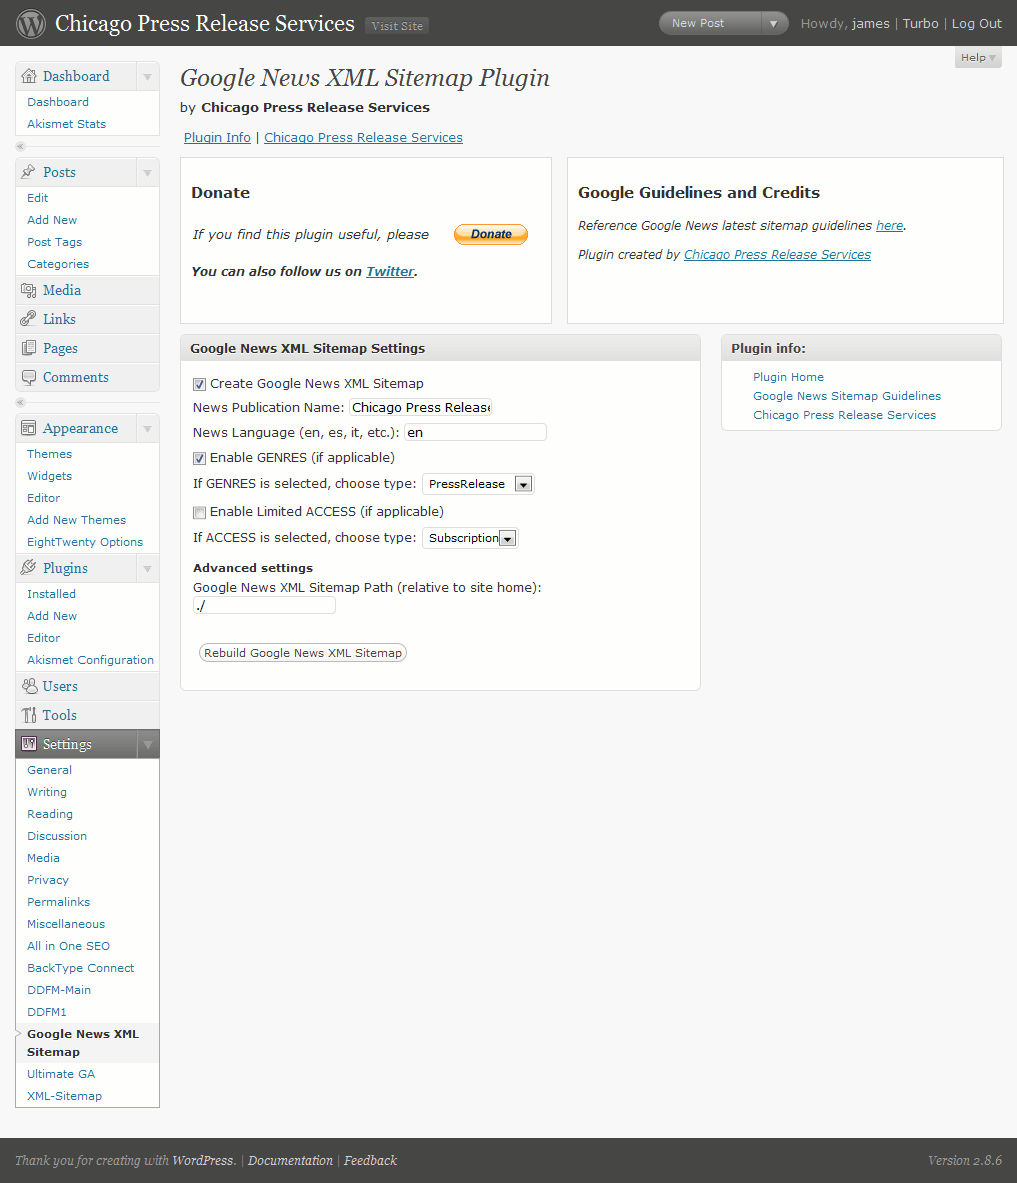 Chicago Press Release Services Visit Site New Post Howdy, james | Turbo | Log Out
Help
Dashboard
Dashboard
Akismet Stats
Posts
Edit
Add New
Post Tags
Categories
Media
Links
Pages
Comments
Appearance
Themes
Widgets
Editor
Add New Themes
EightTwenty Options
Plugins
Installed
Add New
Editor
Akismet Configuration
Users
Tools
Settings
General
Writing
Reading
Discussion
Media
Privacy
Permalinks
Miscellaneous
All in One SEO
BackType Connect
DDFM-Main
DDFM1
Google News XML
Sitemap
Ultimate GA
XML-Sitemap
Google News XML Sitemap Plugin
by Chicago Press Release Services
Plugin Info | Chicago Press Release Services
Donate
If you find this plugin useful, please Donate
You can also follow us on Twitter.
Google Guidelines and Credits
Reference Google News latest sitemap guidelines here.
Plugin created by Chicago Press Release Services
Google News XML Sitemap Settings
Create Google News XML Sitemap
News Publication Name: Chicago Press Release
News Language (en, es, it, etc.): en
Enable GENRES (if applicable)
If GENRES is selected, choose type: PressRelease
Enable Limited ACCESS (if applicable)
If ACCESS is selected, choose type: Subscription
Advanced settings
Google News XML Sitemap Path (relative to site home):
./
Rebuild Google News XML Sitemap
Plugin info:
Plugin Home
Google News Sitemap Guidelines
Chicago Press Release Services
Thank you for creating with WordPress. | Documentation | Feedback
Version 2.8.6